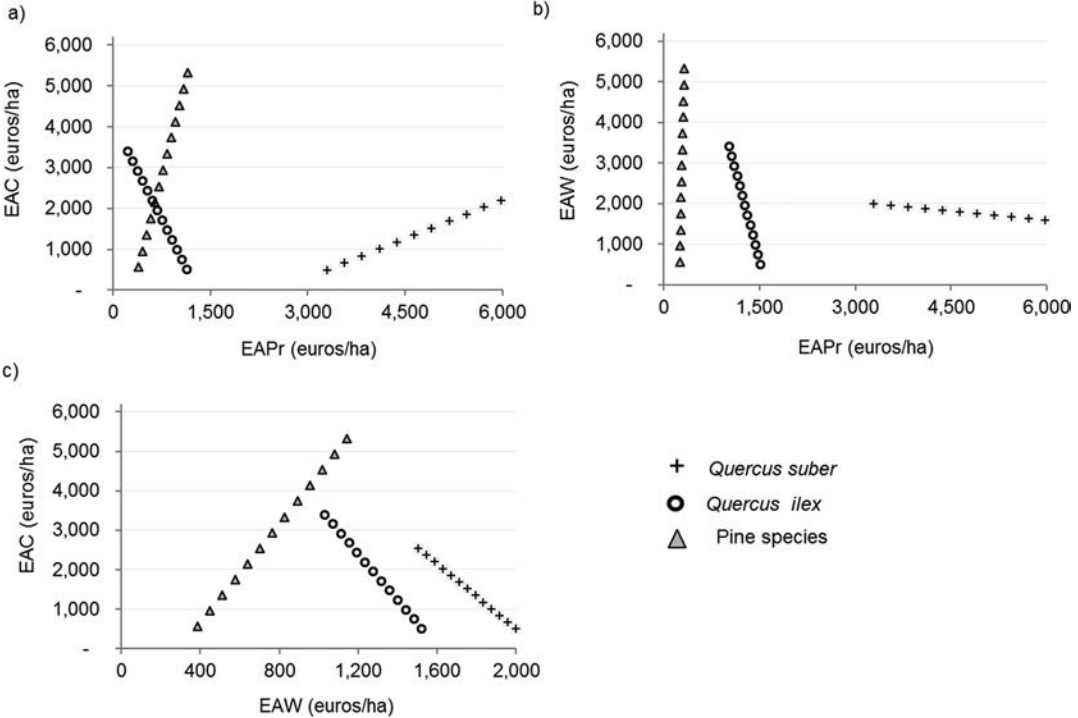 a)
6,000
5,000
4,000
3,000
2,000
1,000
-
EAC (euros/ha)
0 1,500 3,000 4,500 6,000
EAPr (euros/ha)
b)
6,000
5,000
4,000
3,000
2,000
1,000
-
EAW (euros/ha)
0 1,500 3,000 4,500 6,000
EAPr (euros/ha)
c)
6,000
5,000
4,000
3,000
2,000
1,000
-
EAC (euros/ha)
0 400 800 1,200 1,600 2,000
EAW (euros/ha)
Quercus suber
Quercus ilex
Pine species